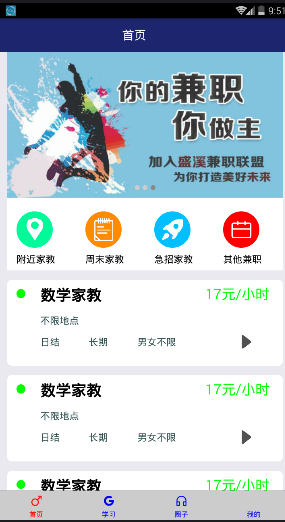 9:51
首页
你的兼职
你做主
加入盛溪兼职联盟
为你打造美好未来
附近家教 周末家教 急招家教 其他兼职
数学家教 17元/小时
不限地点
日结 长期 男女不限
数学家教 17元/小时
不限地点
日结 长期 男女不限
数学家教 17元/小时
首页 学习 圈子 我的